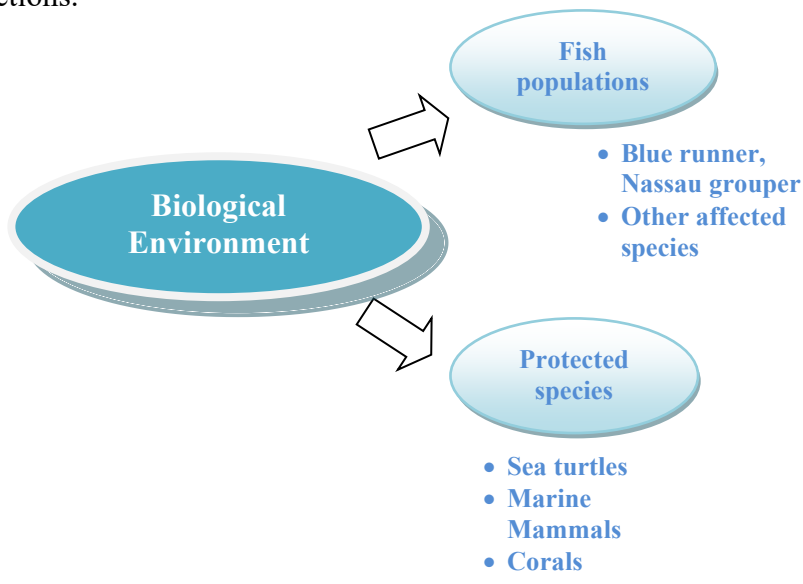 Fish
populations
• Blue runner,
Nassau grouper
• Other affected
species
Biological
Environment
Protected
species
• Sea turtles
• Marine
Mammals
• Corals